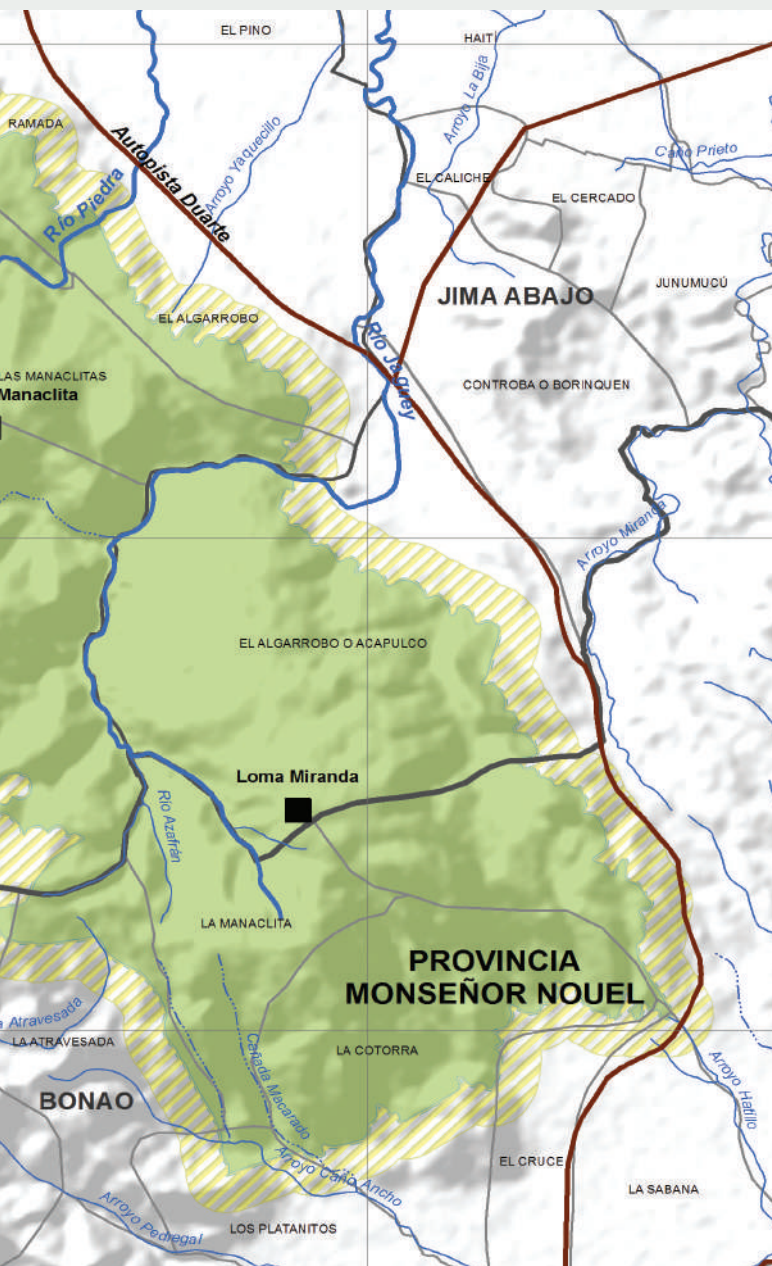 EL PINO
HAITÍ
RAMADA
Autopista Duarte
Arroyo Yaquecillo
Arroyo La Bija
Caño Prieto
Río Piedra
EL CALICHE
EL CERCADO
JIMA ABAJO
JUNUMUCÚ
EL ALGARROBO
Río Jagüey
LAS MANACLITAS
Manaclita
CONTROBA O BORINQUEN
Arroyo Miranda
EL ALGARROBO O ACAPULCO
Loma Miranda
Río Azafrán
LA MANACLITA
PROVINCIA
MONSEÑOR NOUEL
a Atravesada
LA ATRAVESADA
LA COTORRA
Cañada Macarado
Arroyo Hatillo
BONAO
EL CRUCE
Arroyo Caño Ancho
LA SABANA
Arroyo Pedregal
LOS PLATANITOS